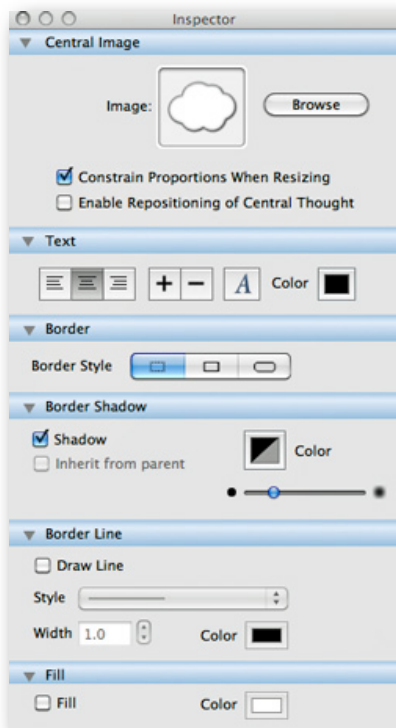 Inspector
Central Image
Image:
Browse
Constrain Proportions When Resizing
Enable Repositioning of Central Thought
Text
A Color
Border
Border Style
Border Shadow
Shadow
Color
Inherit from parent
Border Line
Draw Line
Style
Width 1.0 Color
Fill
Fill Color